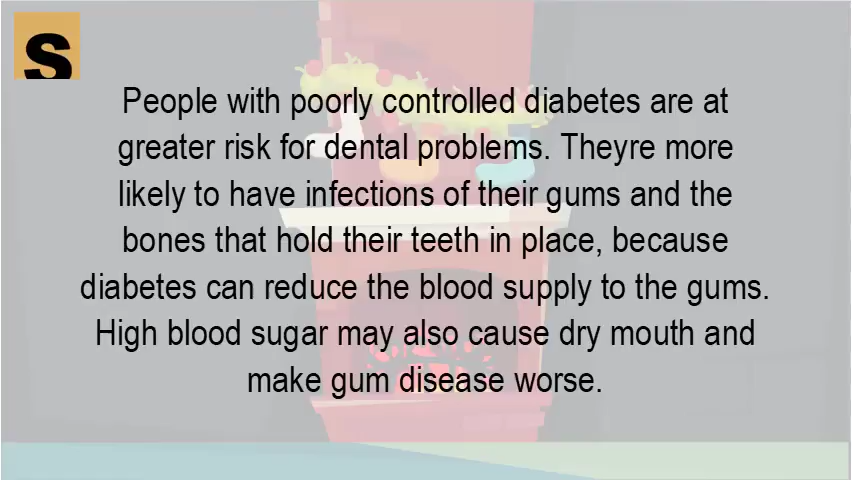 S
People with poorly controlled diabetes are at
greater risk for dental problems. Theyre more
likely to have infections of their gums and the
bones that hold their teeth in place, because
diabetes can reduce the blood supply to the gums.
High blood sugar may also cause dry mouth and
make gum disease worse.